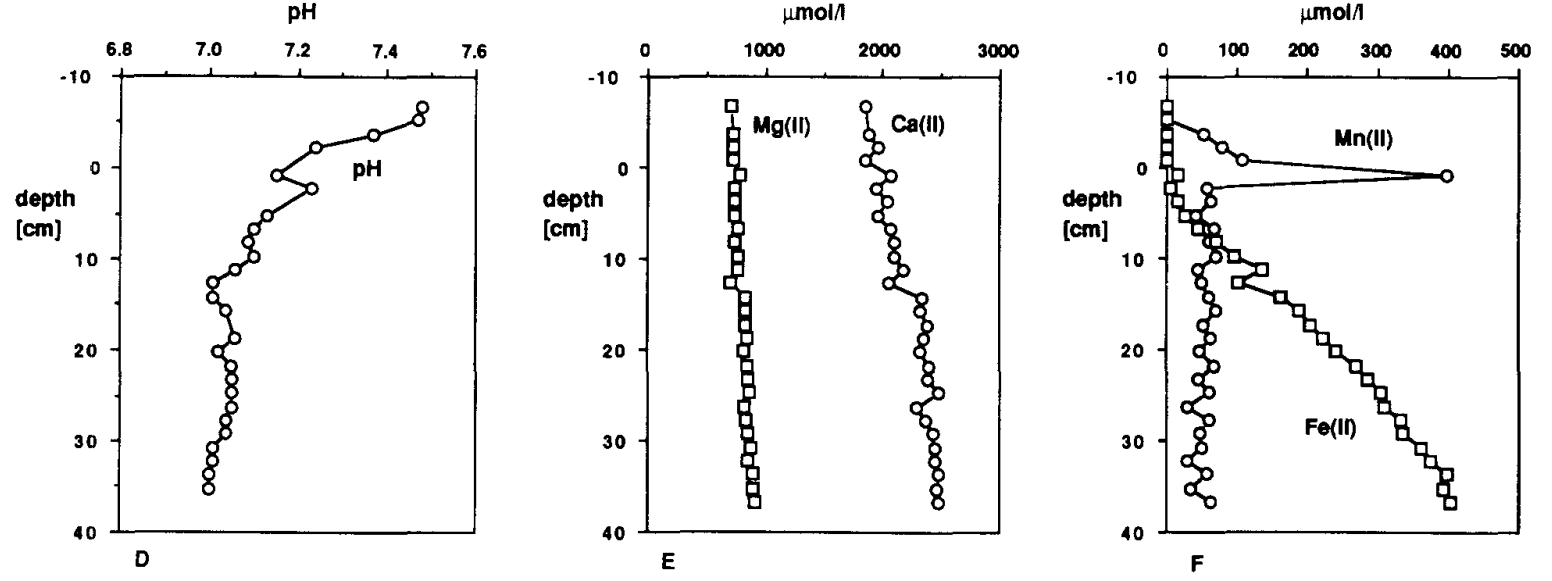 pH
6.8 7.0 7.2 7.4 7.6
-10
0
depth
[cm]
10
20
30
40
pH
D
µmol/l
0 1000 2000 3000
-10
0
depth
[cm]
10
20
30
40
Mg(II) Ca(II)
E
µmol/l
0 100 200 300 400 500
-10
0
depth
[cm]
10
20
30
40
Mn(II)
Fe(II)
F